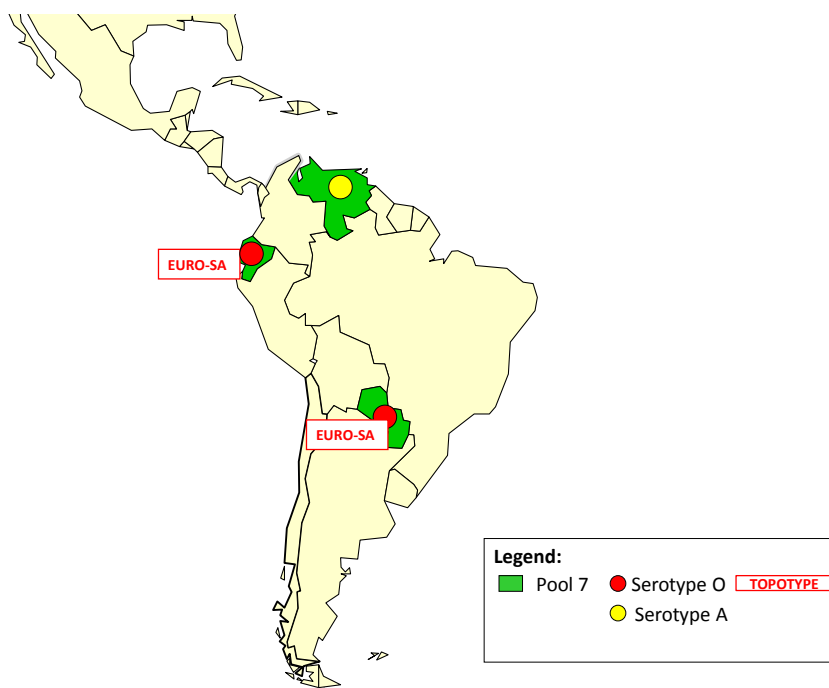 EURO-SA
EURO-SA
Legend:
Pool 7
Serotype O
TOPOTYPE
Serotype A